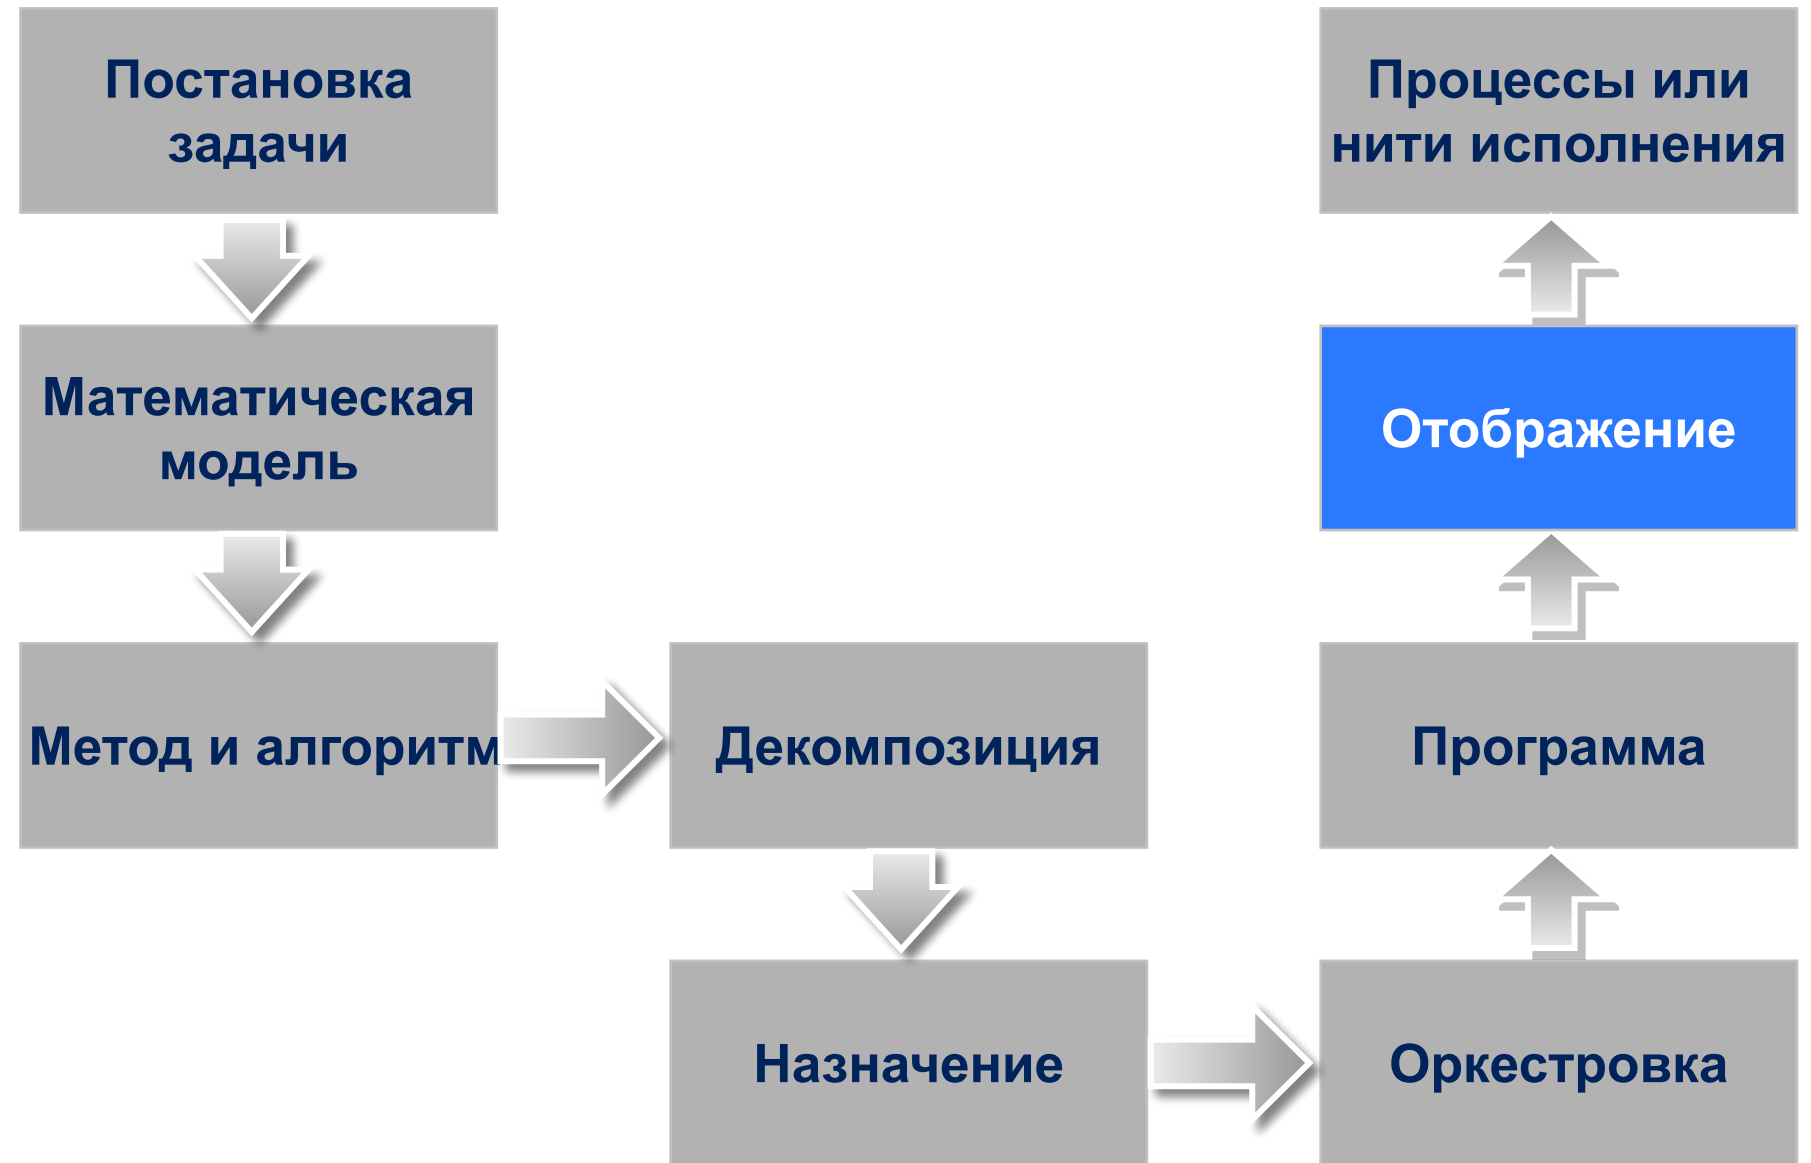 Постановка
задачи
Математическая
модель
Метод и алгоритм
Декомпозиция
Назначение
Оркестровка
Программа
Отображение
Процессы или
нити исполнения